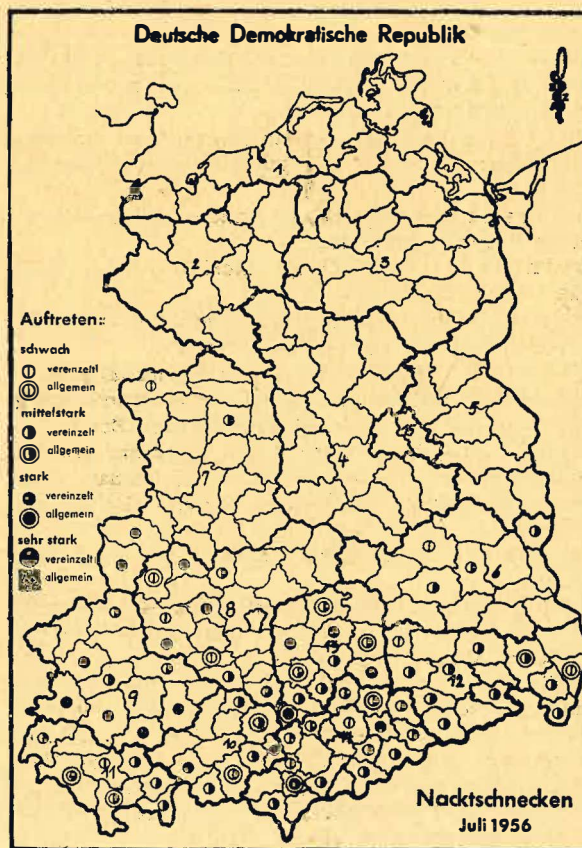 Deutsche Demokratische Republik
1
2
3
Auftreten:
schwach
vereinzelt
allgemein
mittelstark
vereinzelt
allgemein
stark
vereinzelt
allgemein
sehr stark
vereinzelt
allgemein
5
15
4
7
6
8
13
12
9
10
14
11
Nacktschnecken
Juli 1956